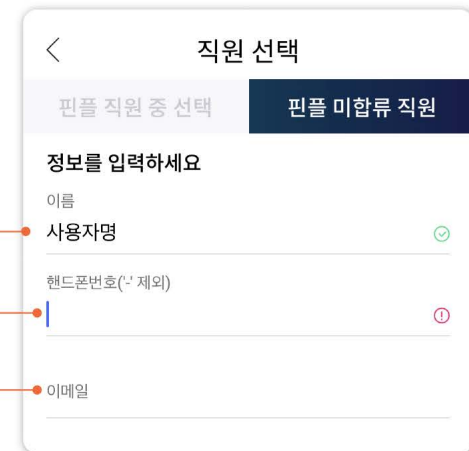 직원 선택
핀플 직원 중 선택
핀플 미합류 직원
정보를 입력하세요
이름
사용자명
핸드폰번호('-' 제외)
이메일